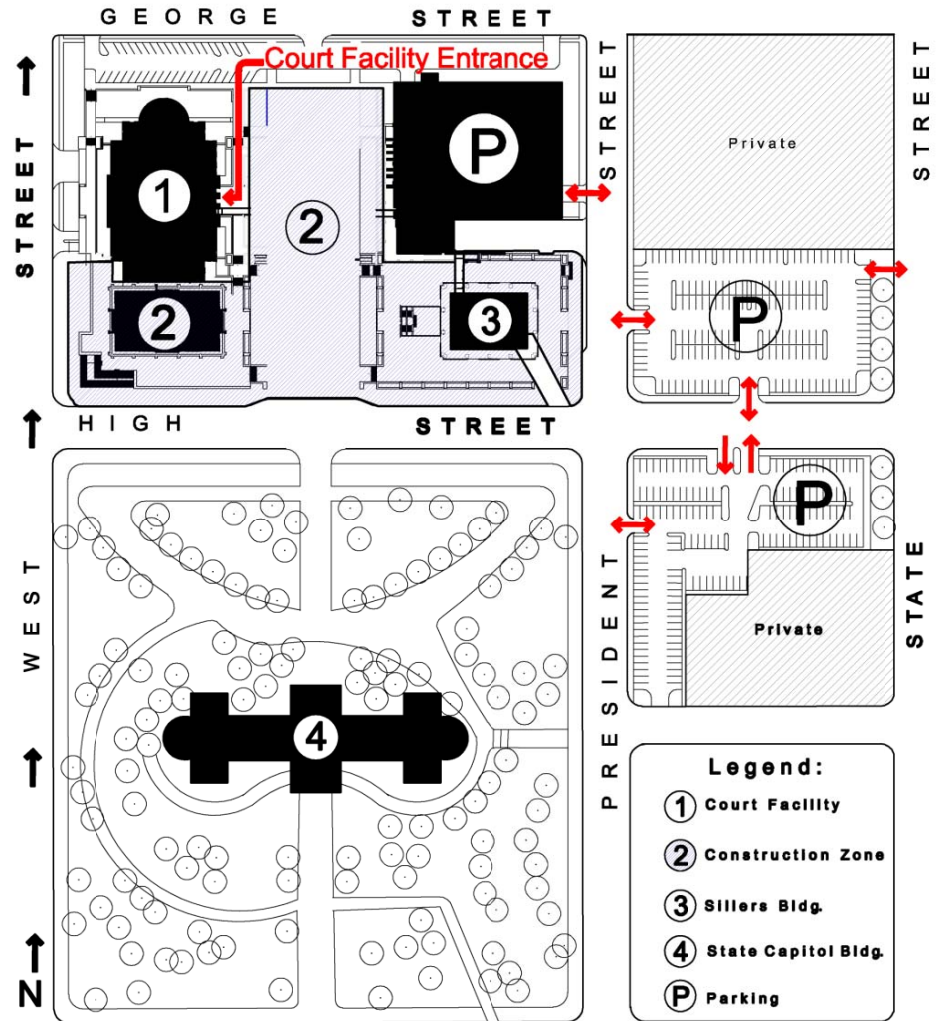 GEORGE STREET
Court Facility Entrance
STREET
STREET
STREET
Private
P
1
2
2
3
P
HIGH STREET
P
WEST
PRESIDENT
STATE
Private
4
N
Legend:
1 Court Facility
2 Construction Zone
3 Sillers Bldg.
4 State Capitol Bldg.
P Parking